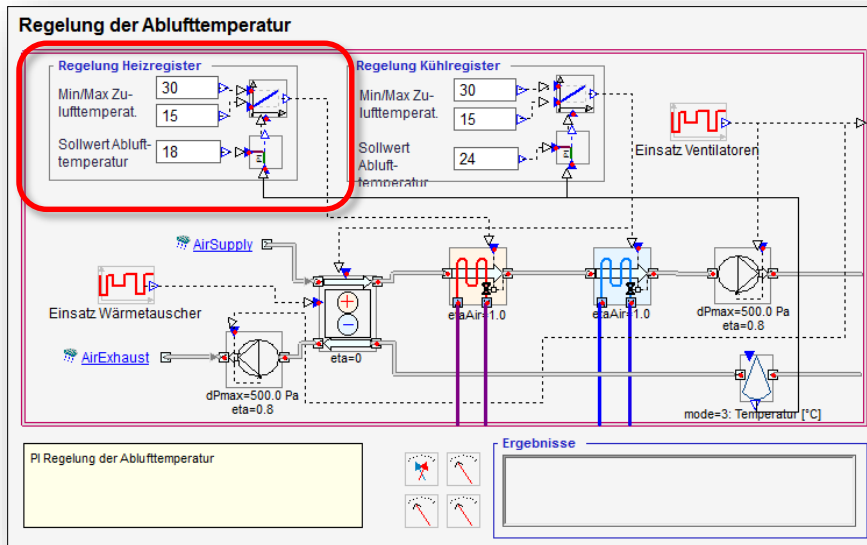 Regelung der Ablufttemperatur
Regelung Heizregister
Min/Max Zu-
lufttemperat.
30
15
Sollwert Abluft-
temperatur
18
Regelung Kühlregister
Min/Max Zu-
lufttemperat.
30
15
Sollwert
Abluft-
temperatur
24
PI
PI
Einsatz Ventilatoren
AirSupply
Einsatz Wärmetauscher
etaAir=1.0
etaAir=1.0
dPmax=500.0 Pa
eta=0.8
AirExhaust
eta=0
dPmax=500.0 Pa
eta=0.8
mode=3: Temperatur [°C]
PI Regelung der Ablufttemperatur
Ergebnisse